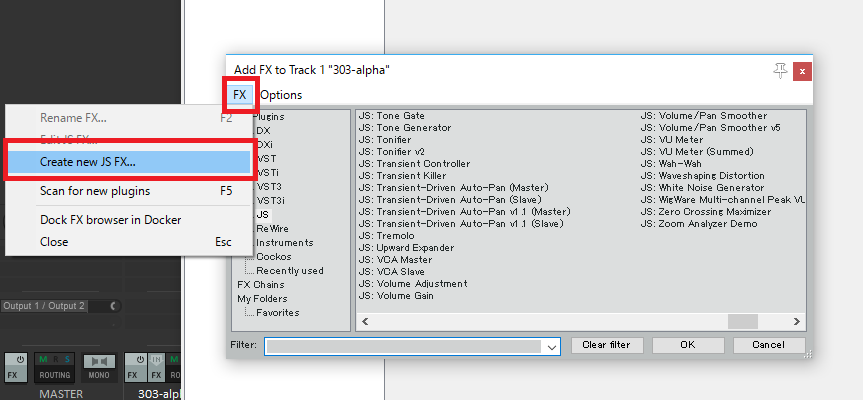 Add FX to Track 1 "303-alpha"
FX Options
Rename FX... F2
Edit JS FX...
Create new JS FX...
Scan for new plugins F5
Dock FX browser in Docker
Close Esc
Plugins
DX
DXi
VST
VSTi
VST3
VST3i
JS
ReWire
Instruments
Cockos
Recently used
FX Chains
My Folders
Favorites
JS: Tone Gate
JS: Tone Generator
JS: Tonifier
JS: Tonifier v2
JS: Transient Controller
JS: Transient Killer
JS: Transient-Driven Auto-Pan (Master)
JS: Transient-Driven Auto-Pan (Slave)
JS: Transient-Driven Auto-Pan v1.1 (Master)
JS: Transient-Driven Auto-Pan v1.1 (Slave)
JS: Tremolo
JS: Upward Expander
JS: VCA Master
JS: VCA Slave
JS: Volume Adjustment
JS: Volume Gain
JS: Volume/Pan Smoother
JS: Volume/Pan Smoother v5
JS: VU Meter
JS: VU Meter (Summed)
JS: Wah-Wah
JS: Waveshaping Distortion
JS: White Noise Generator
JS: WigWare Multi-channel Peak VU
JS: Zero Crossing Maximizer
JS: Zoom Analyzer Demo
Filter: Clear filter OK Cancel
Output 1 / Output 2
M R S
IN
FX ROUTING MONO FX FX ROU
MASTER 303-alp